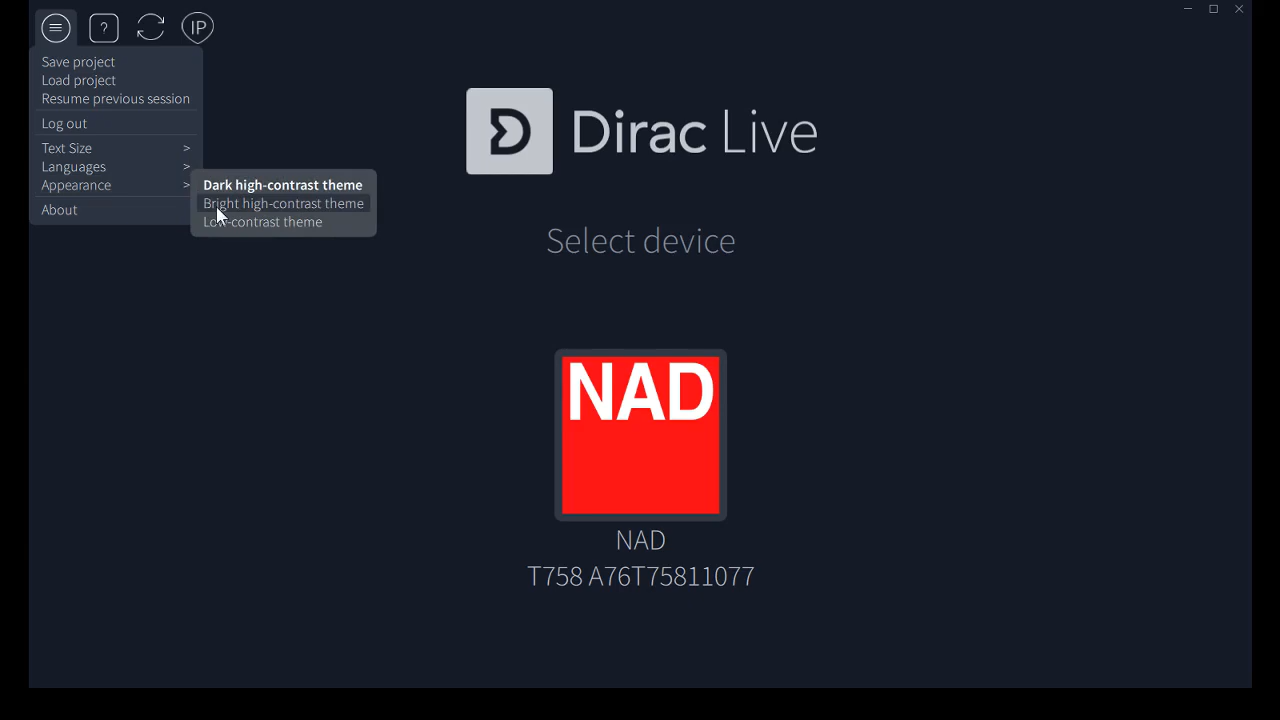 ?
IP
Save project
Load project
Resume previous session
Log out
Text Size >
Languages >
Appearance >
About
Dark high-contrast theme
Bright high-contrast theme
Low-contrast theme
Dirac Live
Select device
NAD
NAD
T758 A76T75811077